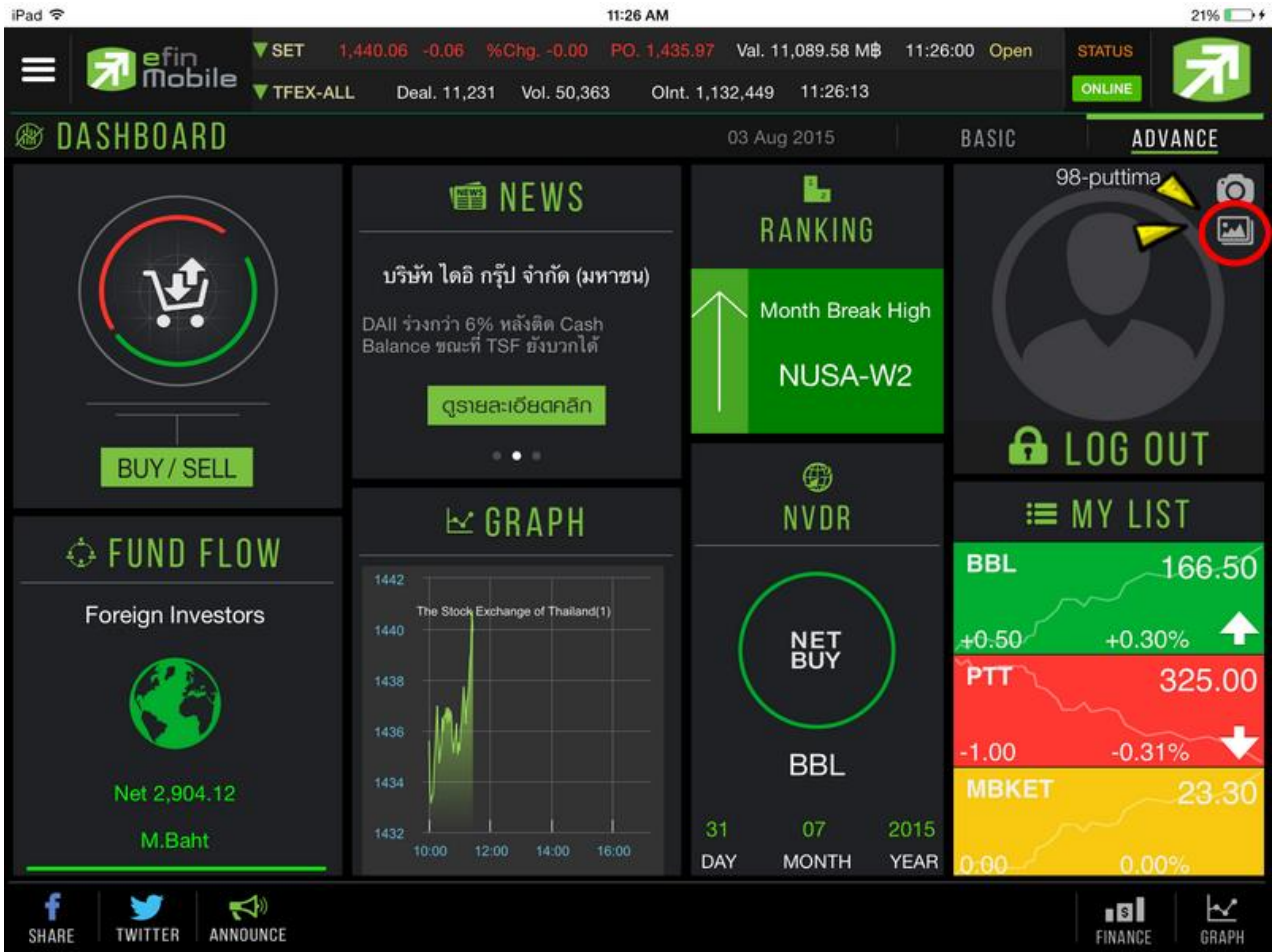 iPad
11:26 AM
21%
efin Mobile
SET 1,440.06 -0.06 %Chg. -0.00 PO. 1,435.97 Val. 11,089.58 M฿ 11:26:00 Open
TFEX-ALL Deal. 11,231 Vol. 50,363 OInt. 1,132,449 11:26:13
STATUS
ONLINE
DASHBOARD
03 Aug 2015
BASIC
ADVANCE
BUY / SELL
NEWS
NEWS
บริษัท ไดอิ กรุ๊ป จำกัด (มหาชน)
DAII ร่วงกว่า 6% หลังติด Cash
Balance ขณะที่ TSF ยังบวกได้
ดูรายละเอียดคลิก
1
2
RANKING
Month Break High
NUSA-W2
98-puttima
LOG OUT
FUND FLOW
Foreign Investors
Net 2,904.12
M.Baht
GRAPH
The Stock Exchange of Thailand(1)
1442
1440
1438
1436
1434
1432
10:00 12:00 14:00 16:00
NVDR
NET
BUY
BBL
31 07 2015
DAY MONTH YEAR
MY LIST
BBL 166.50
+0.50 +0.30%
PTT 325.00
-1.00 -0.31%
MBKET 23.30
0.00 0.00%
SHARE
TWITTER
ANNOUNCE
$
FINANCE
GRAPH